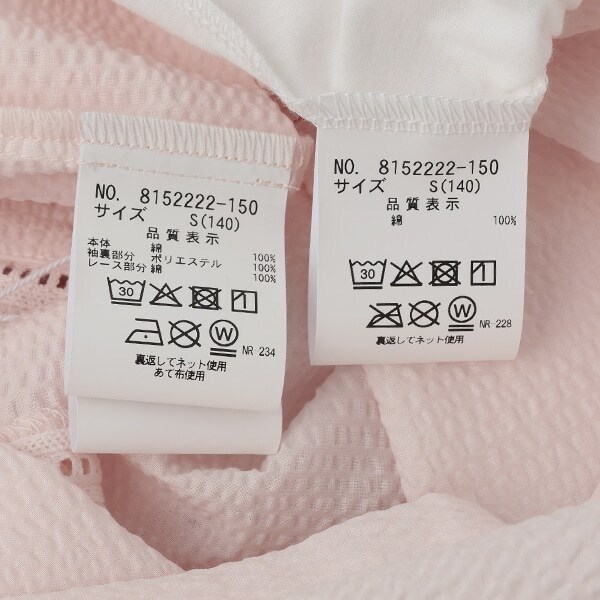 NO. 8152222-150
サイズ S(140)
品質表示
本体 綿 100%
袖裏部分 ポリエステル 100%
レース部分 綿 100%
30
W
NR 234
裏返してネット使用
あて布使用
NO. 8152222-150
サイズ S(140)
品質表示
綿 100%
30
W
NR-228
裏返してネット使用